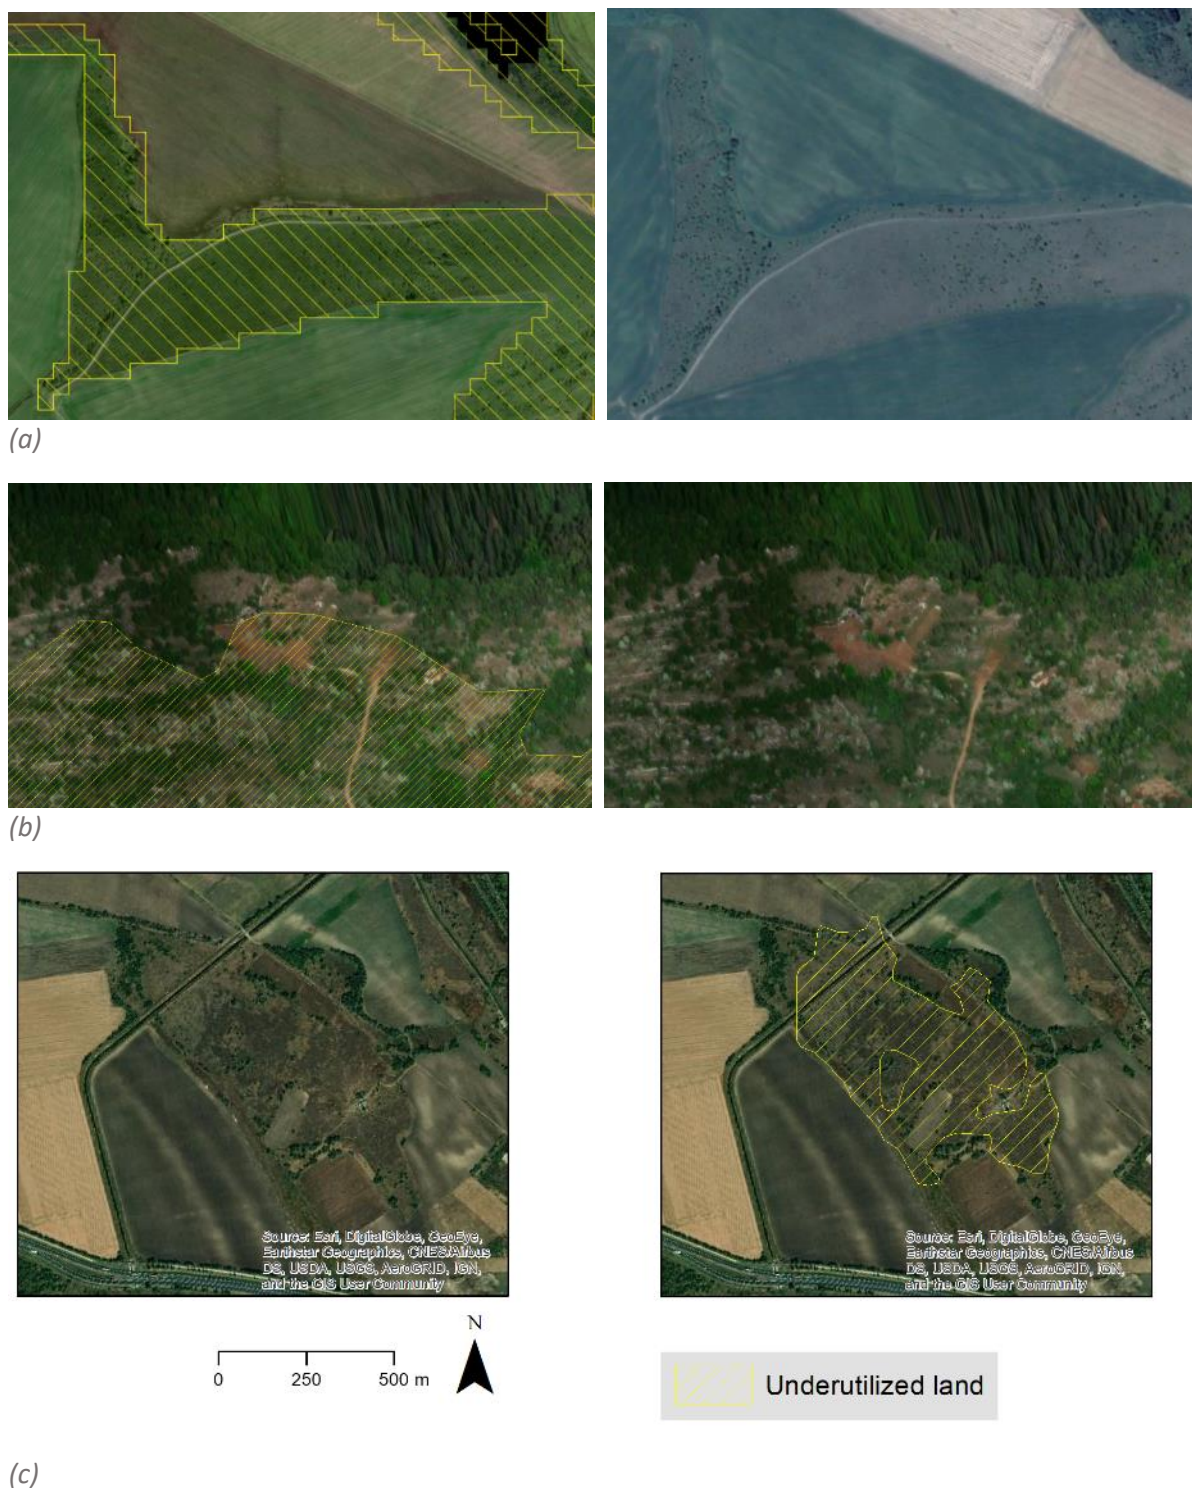 (a)
(b)
Source: Esri, DigitalGlobe, GeoEye,
Earthstar Geographics, CNES/Airbus
DS, USDA, USGS, AeroGRID, IGN,
and the GIS User Community
Source: Esri, DigitalGlobe, GeoEye,
Earthstar Geographics, CNES/Airbus
DS, USDA, USGS, AeroGRID, IGN,
and the GIS User Community
N
0 250 500 m
Underutilized land
(c)